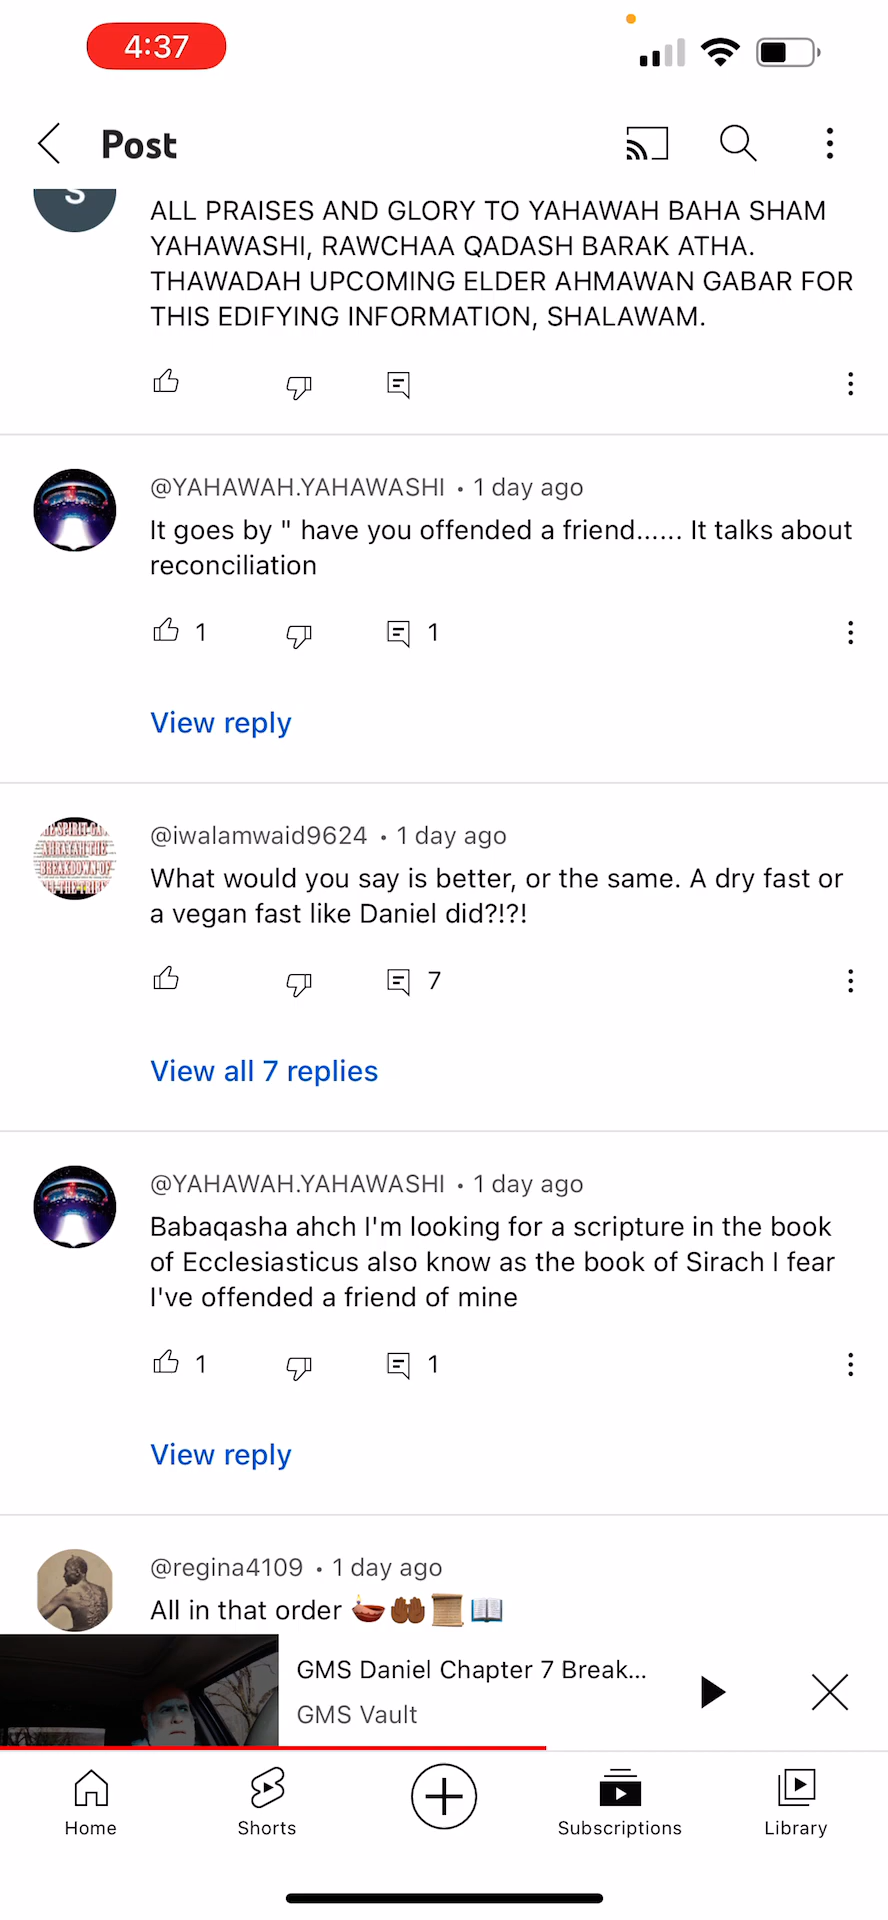 4:37
Post
S
ALL PRAISES AND GLORY TO YAHAWAH BAHA SHAM
YAHAWASHI, RAWCHAA QADASH BARAK ATHA.
THAWADAH UPCOMING ELDER AHMAWAN GABAR FOR
THIS EDIFYING INFORMATION, SHALAWAM.
@YAHAWAH.YAHAWASHI • 1 day ago
It goes by " have you offended a friend...... It talks about
reconciliation
1 1
View reply
@iwalamwaid9624 • 1 day ago
What would you say is better, or the same. A dry fast or
a vegan fast like Daniel did?!?!
7
View all 7 replies
@YAHAWAH.YAHAWASHI • 1 day ago
Babaqasha ahch I'm looking for a scripture in the book
of Ecclesiasticus also know as the book of Sirach I fear
I've offended a friend of mine
1 1
View reply
@regina4109 • 1 day ago
All in that order 🪔🙏🏾📜📖
GMS Daniel Chapter 7 Break...
GMS Vault
Home Shorts Subscriptions Library